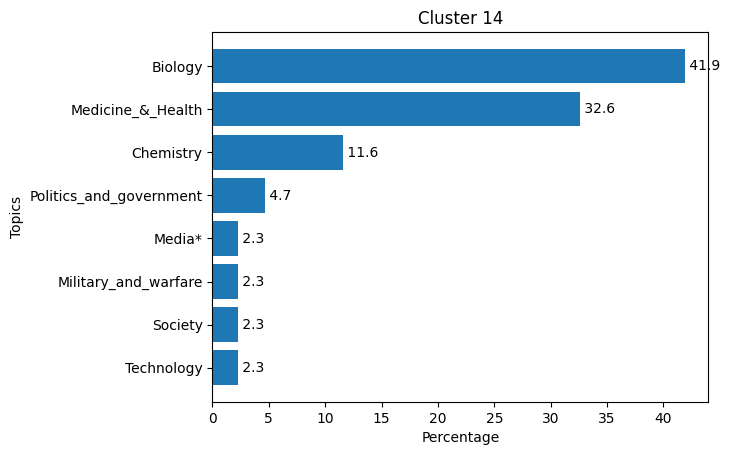 Cluster 14
Topics
Biology 41.9
Medicine_&_Health 32.6
Chemistry 11.6
Politics_and_government 4.7
Media* 2.3
Military_and_warfare 2.3
Society 2.3
Technology 2.3
0 5 10 15 20 25 30 35 40
Percentage